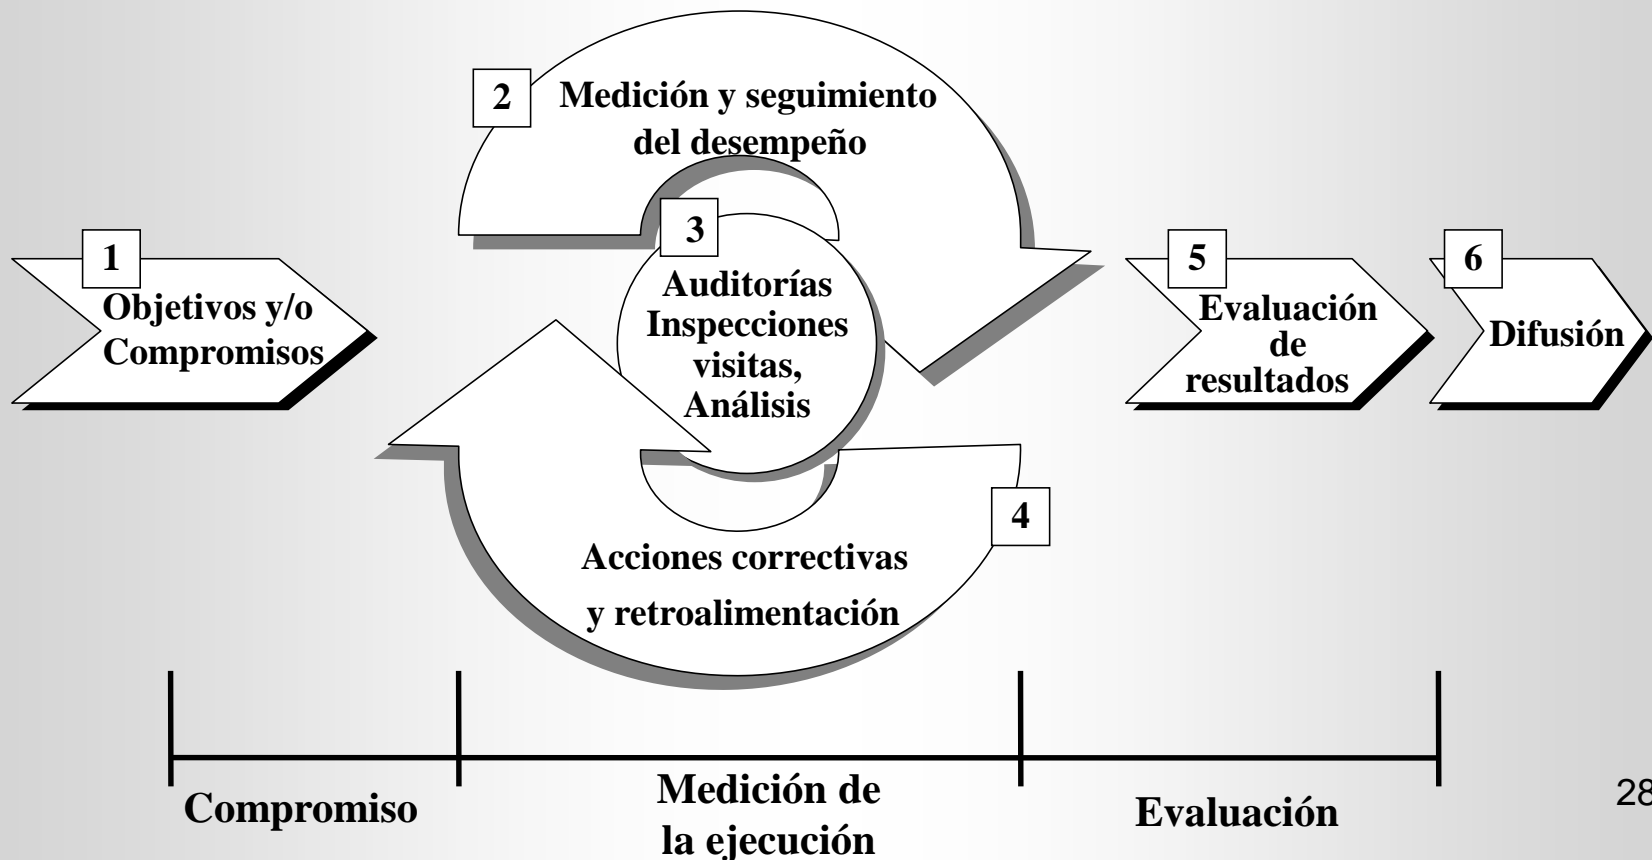 1
Objetivos y/o
Compromisos
2
Medición y seguimiento
del desempeño
3
Auditorías
Inspecciones
visitas,
Análisis
4
Acciones correctivas
y retroalimentación
5
Evaluación
de
resultados
6
Difusión
Compromiso
Medición de
la ejecución
Evaluación
28